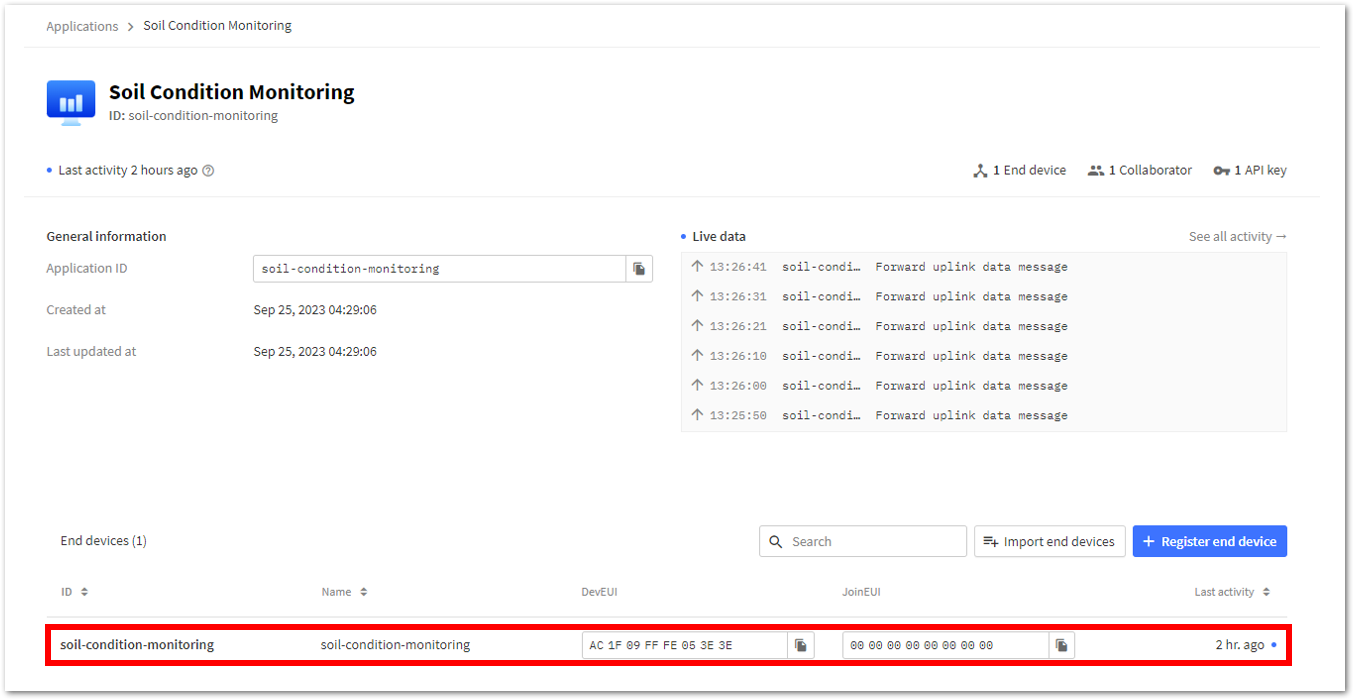 Applications > Soil Condition Monitoring
Soil Condition Monitoring
ID: soil-condition-monitoring
Last activity 2 hours ago
1 End device 1 Collaborator 1 API key
General information
Application ID soil-condition-monitoring
Created at Sep 25, 2023 04:29:06
Last updated at Sep 25, 2023 04:29:06
Live data See all activity →
↑ 13:26:41 soil-condi… Forward uplink data message
↑ 13:26:31 soil-condi… Forward uplink data message
↑ 13:26:21 soil-condi… Forward uplink data message
↑ 13:26:10 soil-condi… Forward uplink data message
↑ 13:26:00 soil-condi… Forward uplink data message
↑ 13:25:50 soil-condi… Forward uplink data message
End devices (1) Search Import end devices + Register end device
ID Name DevEUI JoinEUI Last activity
soil-condition-monitoring soil-condition-monitoring AC 1F 09 FF FE 05 3E 3E 00 00 00 00 00 00 00 00 2 hr. ago